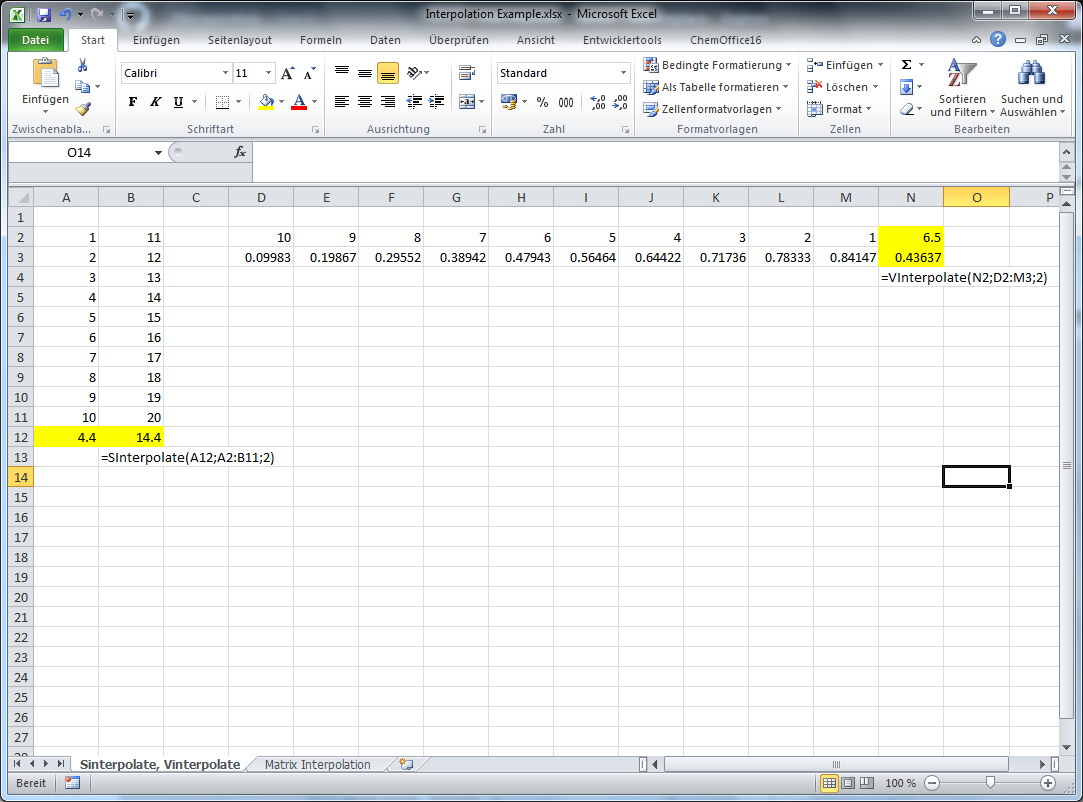 Interpolation Example.xlsx - Microsoft Excel
Datei Start Einfügen Seitenlayout Formeln Daten Überprüfen Ansicht Entwicklertools ChemOffice16
Einfügen
Zwischenabla...
Calibri 11
F K U
Schriftart
Ausrichtung
Standard
% 000 ,00 ,00
Zahl
Bedingte Formatierung
Als Tabelle formatieren
Zellenformatvorlagen
Formatvorlagen
Einfügen
Löschen
Format
Zellen
Σ
Sortieren und Filtern
Suchen und Auswählen
Bearbeiten
O14 fx
A B C D E F G H I J K L M N O P
1
2 1 11 10 9 8 7 6 5 4 3 2 1 6.5
3 2 12 0.09983 0.19867 0.29552 0.38942 0.47943 0.56464 0.64422 0.71736 0.78333 0.84147 0.43637
4 3 13 =VInterpolate(N2;D2:M3;2)
5 4 14
6 5 15
7 6 16
8 7 17
9 8 18
10 9 19
11 10 20
12 4.4 14.4
13 =SInterpolate(A12;A2:B11;2)
14
15
16
17
18
19
20
21
22
23
24
25
26
27
28
Sinterpolate, Vinterpolate Matrix Interpolation
Bereit 100 %